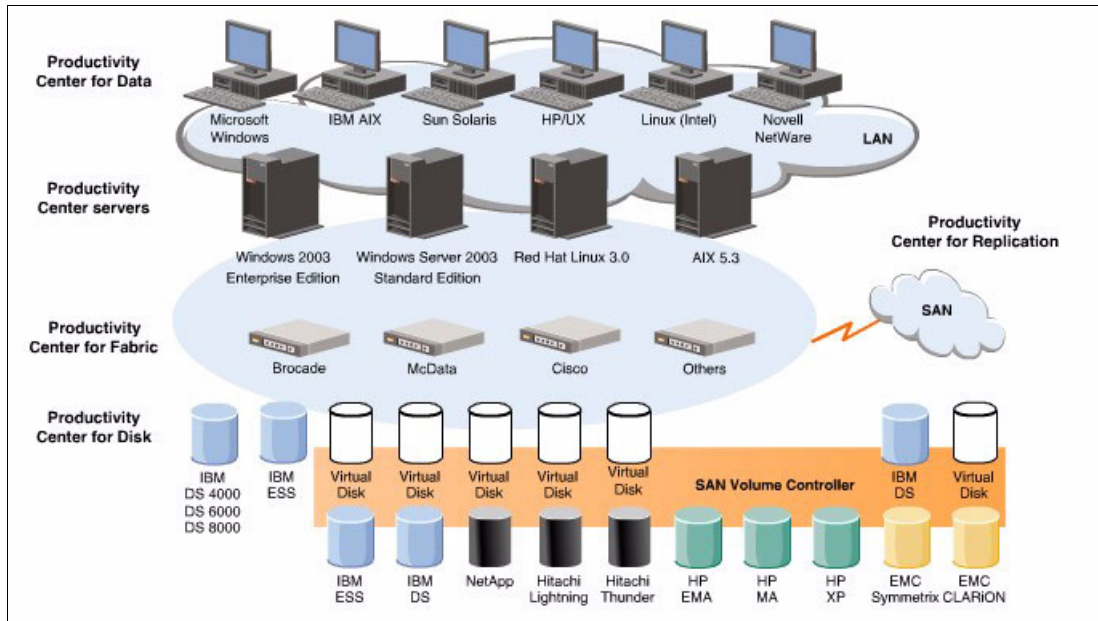 Productivity
Center for Data
Microsoft
Windows
IBM AIX
Sun Solaris
HP/UX
Linux (Intel)
Novell
NetWare
LAN
Productivity
Center servers
Windows 2003
Enterprise Edition
Windows Server 2003
Standard Edition
Red Hat Linux 3.0
AIX 5.3
Productivity
Center for Replication
SAN
Productivity
Center for Fabric
Brocade
McData
Cisco
Others
Productivity
Center for Disk
IBM
DS 4000
DS 6000
DS 8000
IBM
ESS
Virtual
Disk
Virtual
Disk
Virtual
Disk
Virtual
Disk
Virtual
Disk
SAN Volume Controller
IBM
DS
Virtual
Disk
IBM
ESS
IBM
DS
NetApp
Hitachi
Lightning
Hitachi
Thunder
HP
EMA
HP
MA
HP
XP
EMC
Symmetrix
EMC
CLARiiON